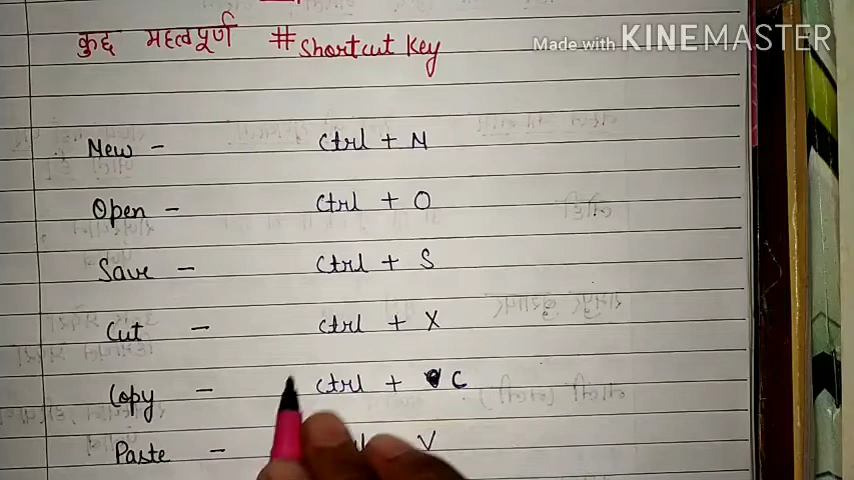 कुछ महत्वपूर्ण # Shortcut Key
Made with KINEMASTER
New - Ctrl + N
Open - Ctrl + O
Save - Ctrl + S
Cut - Ctrl + X
Copy - Ctrl + C
Paste - V